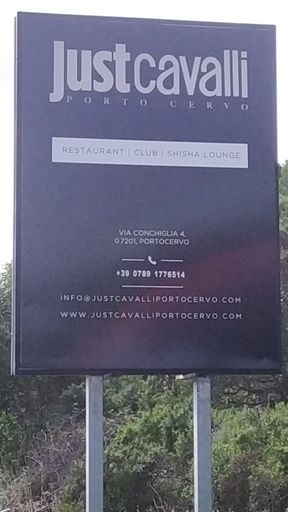 justcavalli
PORTO CERVO
RESTAURANT | CLUB | SHISHA LOUNGE
VIA CONCHIGLIA 4,
07201, PORTOCERVO
+39 0789 1776514
INFO@JUSTCAVALLIPORTOCERVO.COM
WWW.JUSTCAVALLIPORTOCERVO.COM